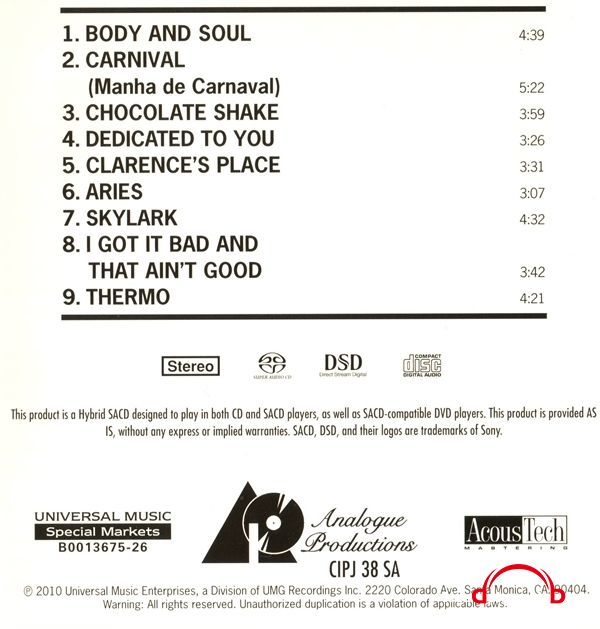 1. BODY AND SOUL 4:39
2. CARNIVAL
(Manha de Carnaval) 5:22
3. CHOCOLATE SHAKE 3:59
4. DEDICATED TO YOU 3:26
5. CLARENCE'S PLACE 3:31
6. ARIES 3:07
7. SKYLARK 4:32
8. I GOT IT BAD AND
THAT AIN'T GOOD 3:42
9. THERMO 4:21
Stereo
SUPER AUDIO CD
DSD
Direct Stream Digital
COMPACT
disc
DIGITAL AUDIO
This product is a Hybrid SACD designed to play in both CD and SACD players, as well as SACD-compatible DVD players. This product is provided AS
IS, without any express or implied warranties. SACD, DSD, and their logos are trademarks of Sony.
UNIVERSAL MUSIC
Special Markets
B0013675-26
Analogue
Productions
CIPJ 38 SA
AcousTech
MASTERING
℗ 2010 Universal Music Enterprises, a Division of UMG Recordings Inc. 2220 Colorado Ave. Santa Monica, CA. 90404.
Warning: All rights reserved. Unauthorized duplication is a violation of applicable laws.
d b